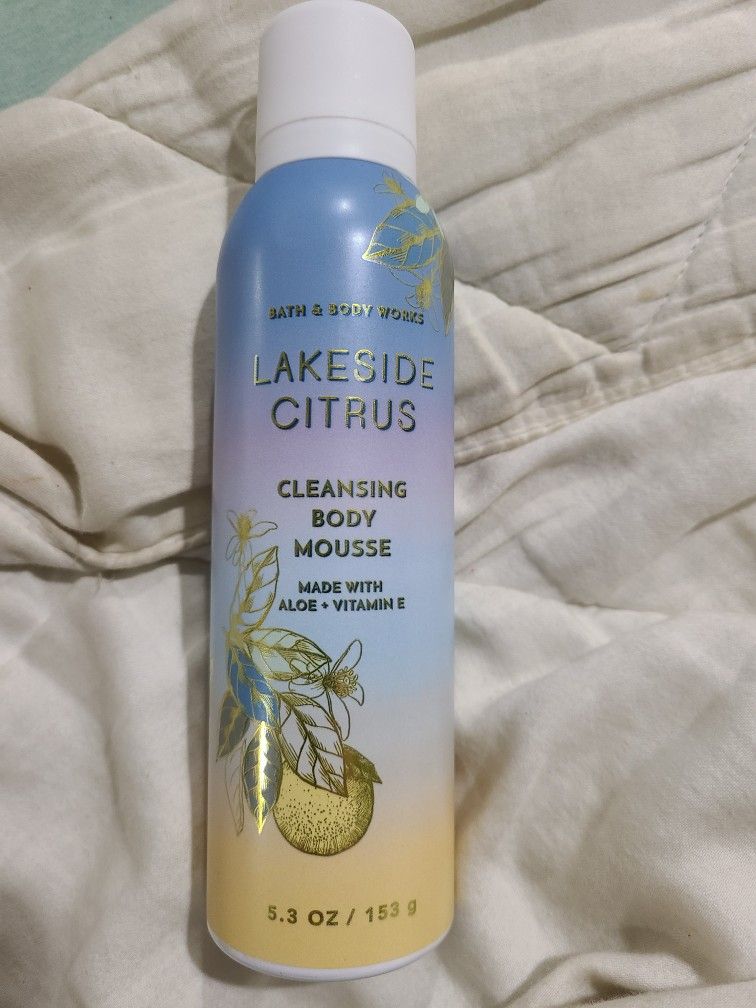 BATH & BODY WORKS
LAKESIDE
CITRUS
CLEANSING
BODY
MOUSSE
MADE WITH
ALOE + VITAMIN E
5.3 OZ / 153 g